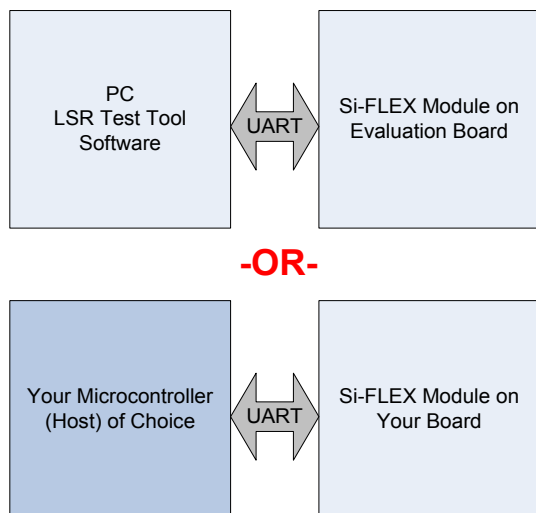 PC
LSR Test Tool
Software
UART
Si-FLEX Module on
Evaluation Board
-OR-
Your Microcontroller
(Host) of Choice
UART
Si-FLEX Module on
Your Board